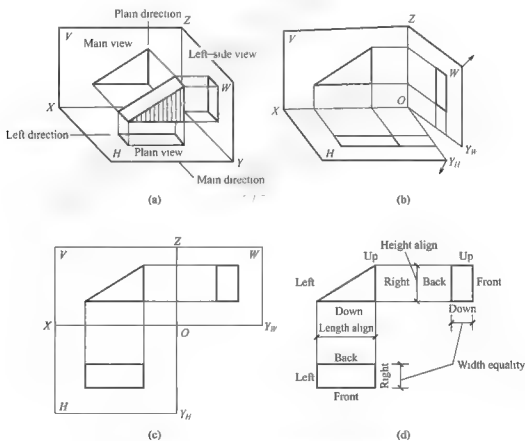 Plain direction
Z
V
Main view
Left-side view
W
X
Left direction
H
Plain view
Y
Main direction
(a)
Z
V
W
X
O
H
Y_H
Y_W
(b)
Z
V
W
X
O
Y_W
H
Y_H
(c)
Height align
Up
Up
Left
Right
Back
Front
Down
Down
Length align
Back
Left
Right
Width equality
Front
(d)